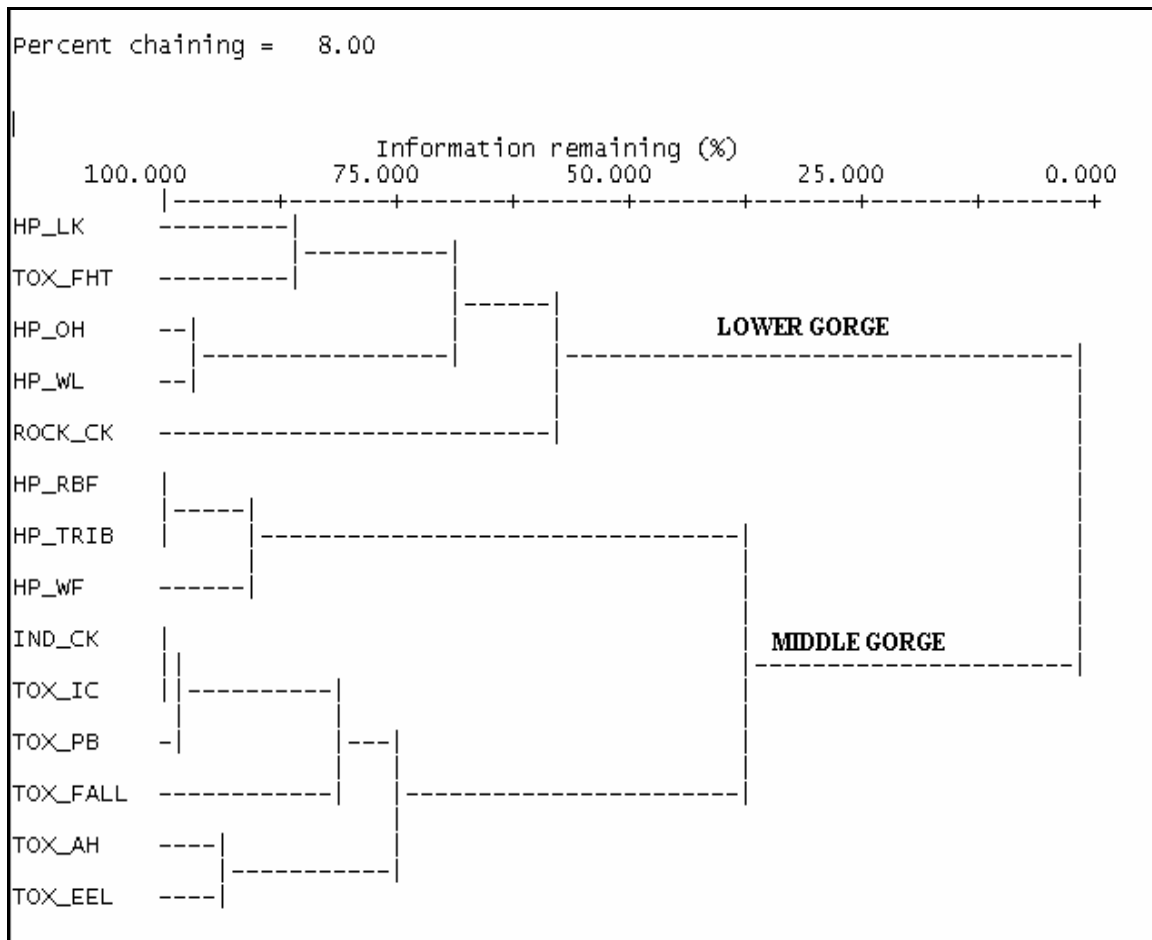 Percent chaining = 8.00
Information remaining (%)
100.000 75.000 50.000 25.000 0.000
HP_LK
TOX_FHT
HP_OH
LOWER GORGE
HP_WL
ROCK_CK
HP_RBF
HP_TRIB
HP_WF
IND_CK
MIDDLE GORGE
TOX_IC
TOX_PB
TOX_FALL
TOX_AH
TOX_EEL